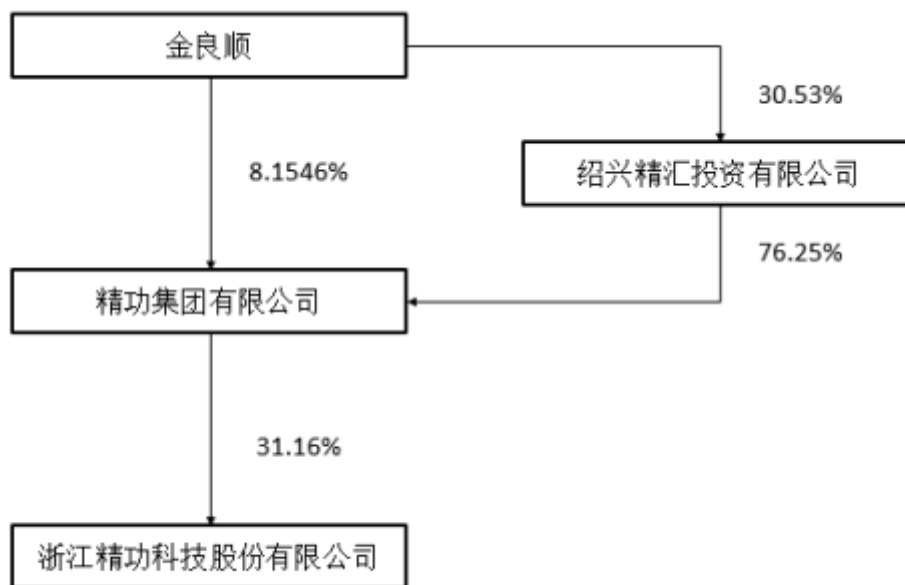 金良顺
30.53%
8.1546%
绍兴精汇投资有限公司
76.25%
精功集团有限公司
31.16%
浙江精功科技股份有限公司